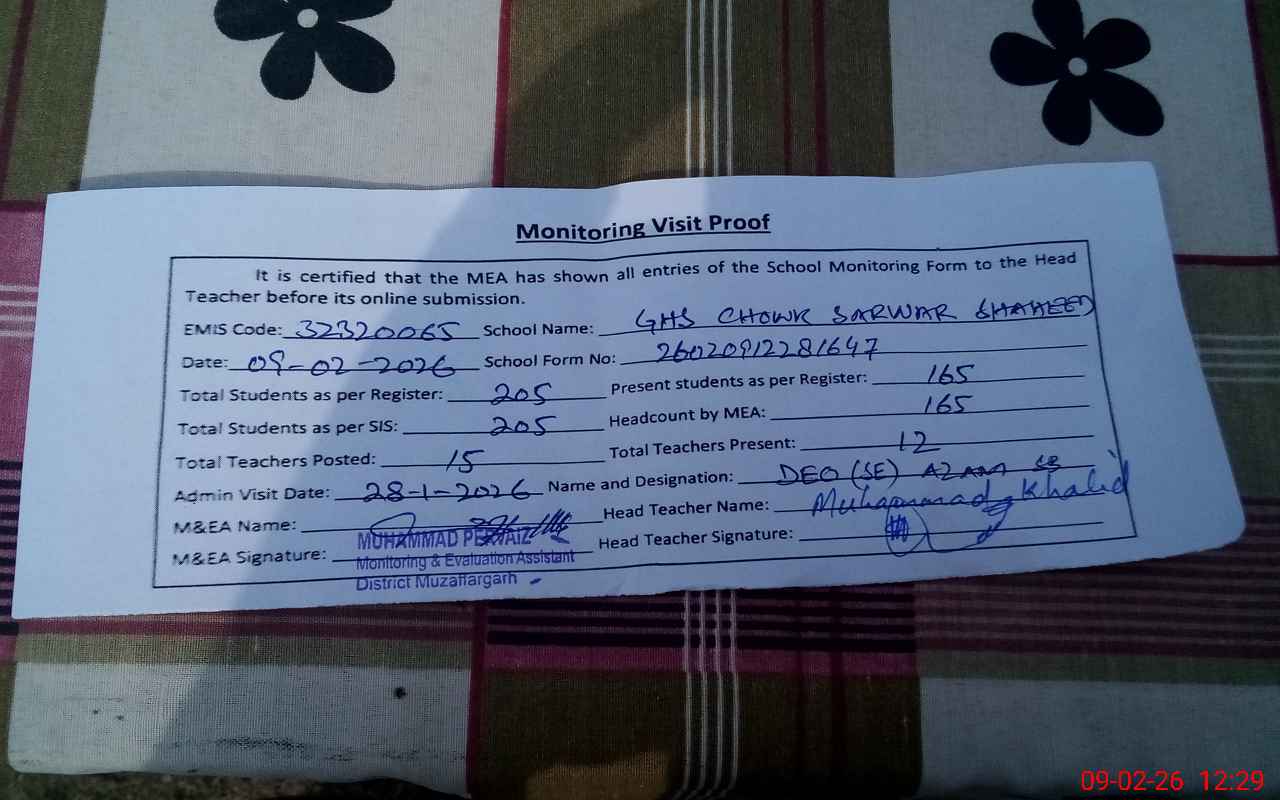 Monitoring Visit Proof
It is certified that the MEA has shown all entries of the School Monitoring Form to the Head
Teacher before its online submission.
EMIS Code: 32320065 School Name: GHS CHOWK SARWAR SHAHEED
Date: 09-02-2026 School Form No: 26020912281647
Total Students as per Register: 205 Present students as per Register: 165
Total Students as per SIS: 205 Headcount by MEA: 165
Total Teachers Posted: 15 Total Teachers Present: 12
Admin Visit Date: 28-1-2026 Name and Designation: DEO (SE) AZAM SB
M&EA Name: Head Teacher Name: Muhammad Khalid
M&EA Signature: Head Teacher Signature:
MUHAMMAD PERVAIZ
Monitoring & Evaluation Assistant
District Muzaffargarh
09-02-26 12:29